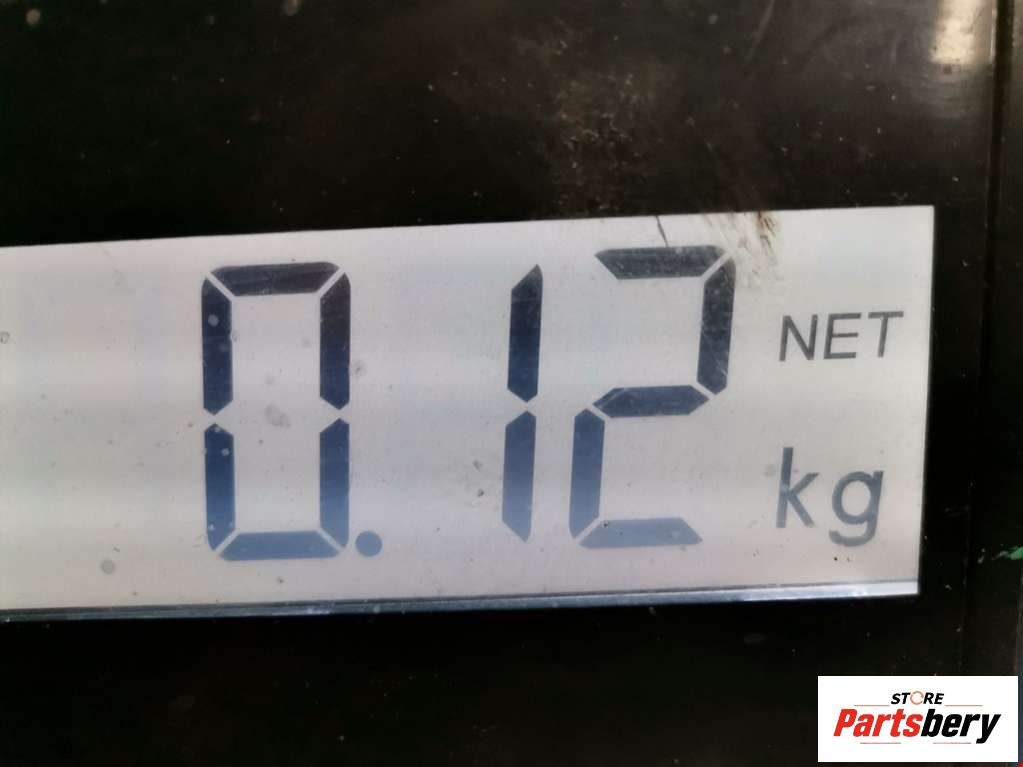 0.12 NET
kg
STORE
Partsbery